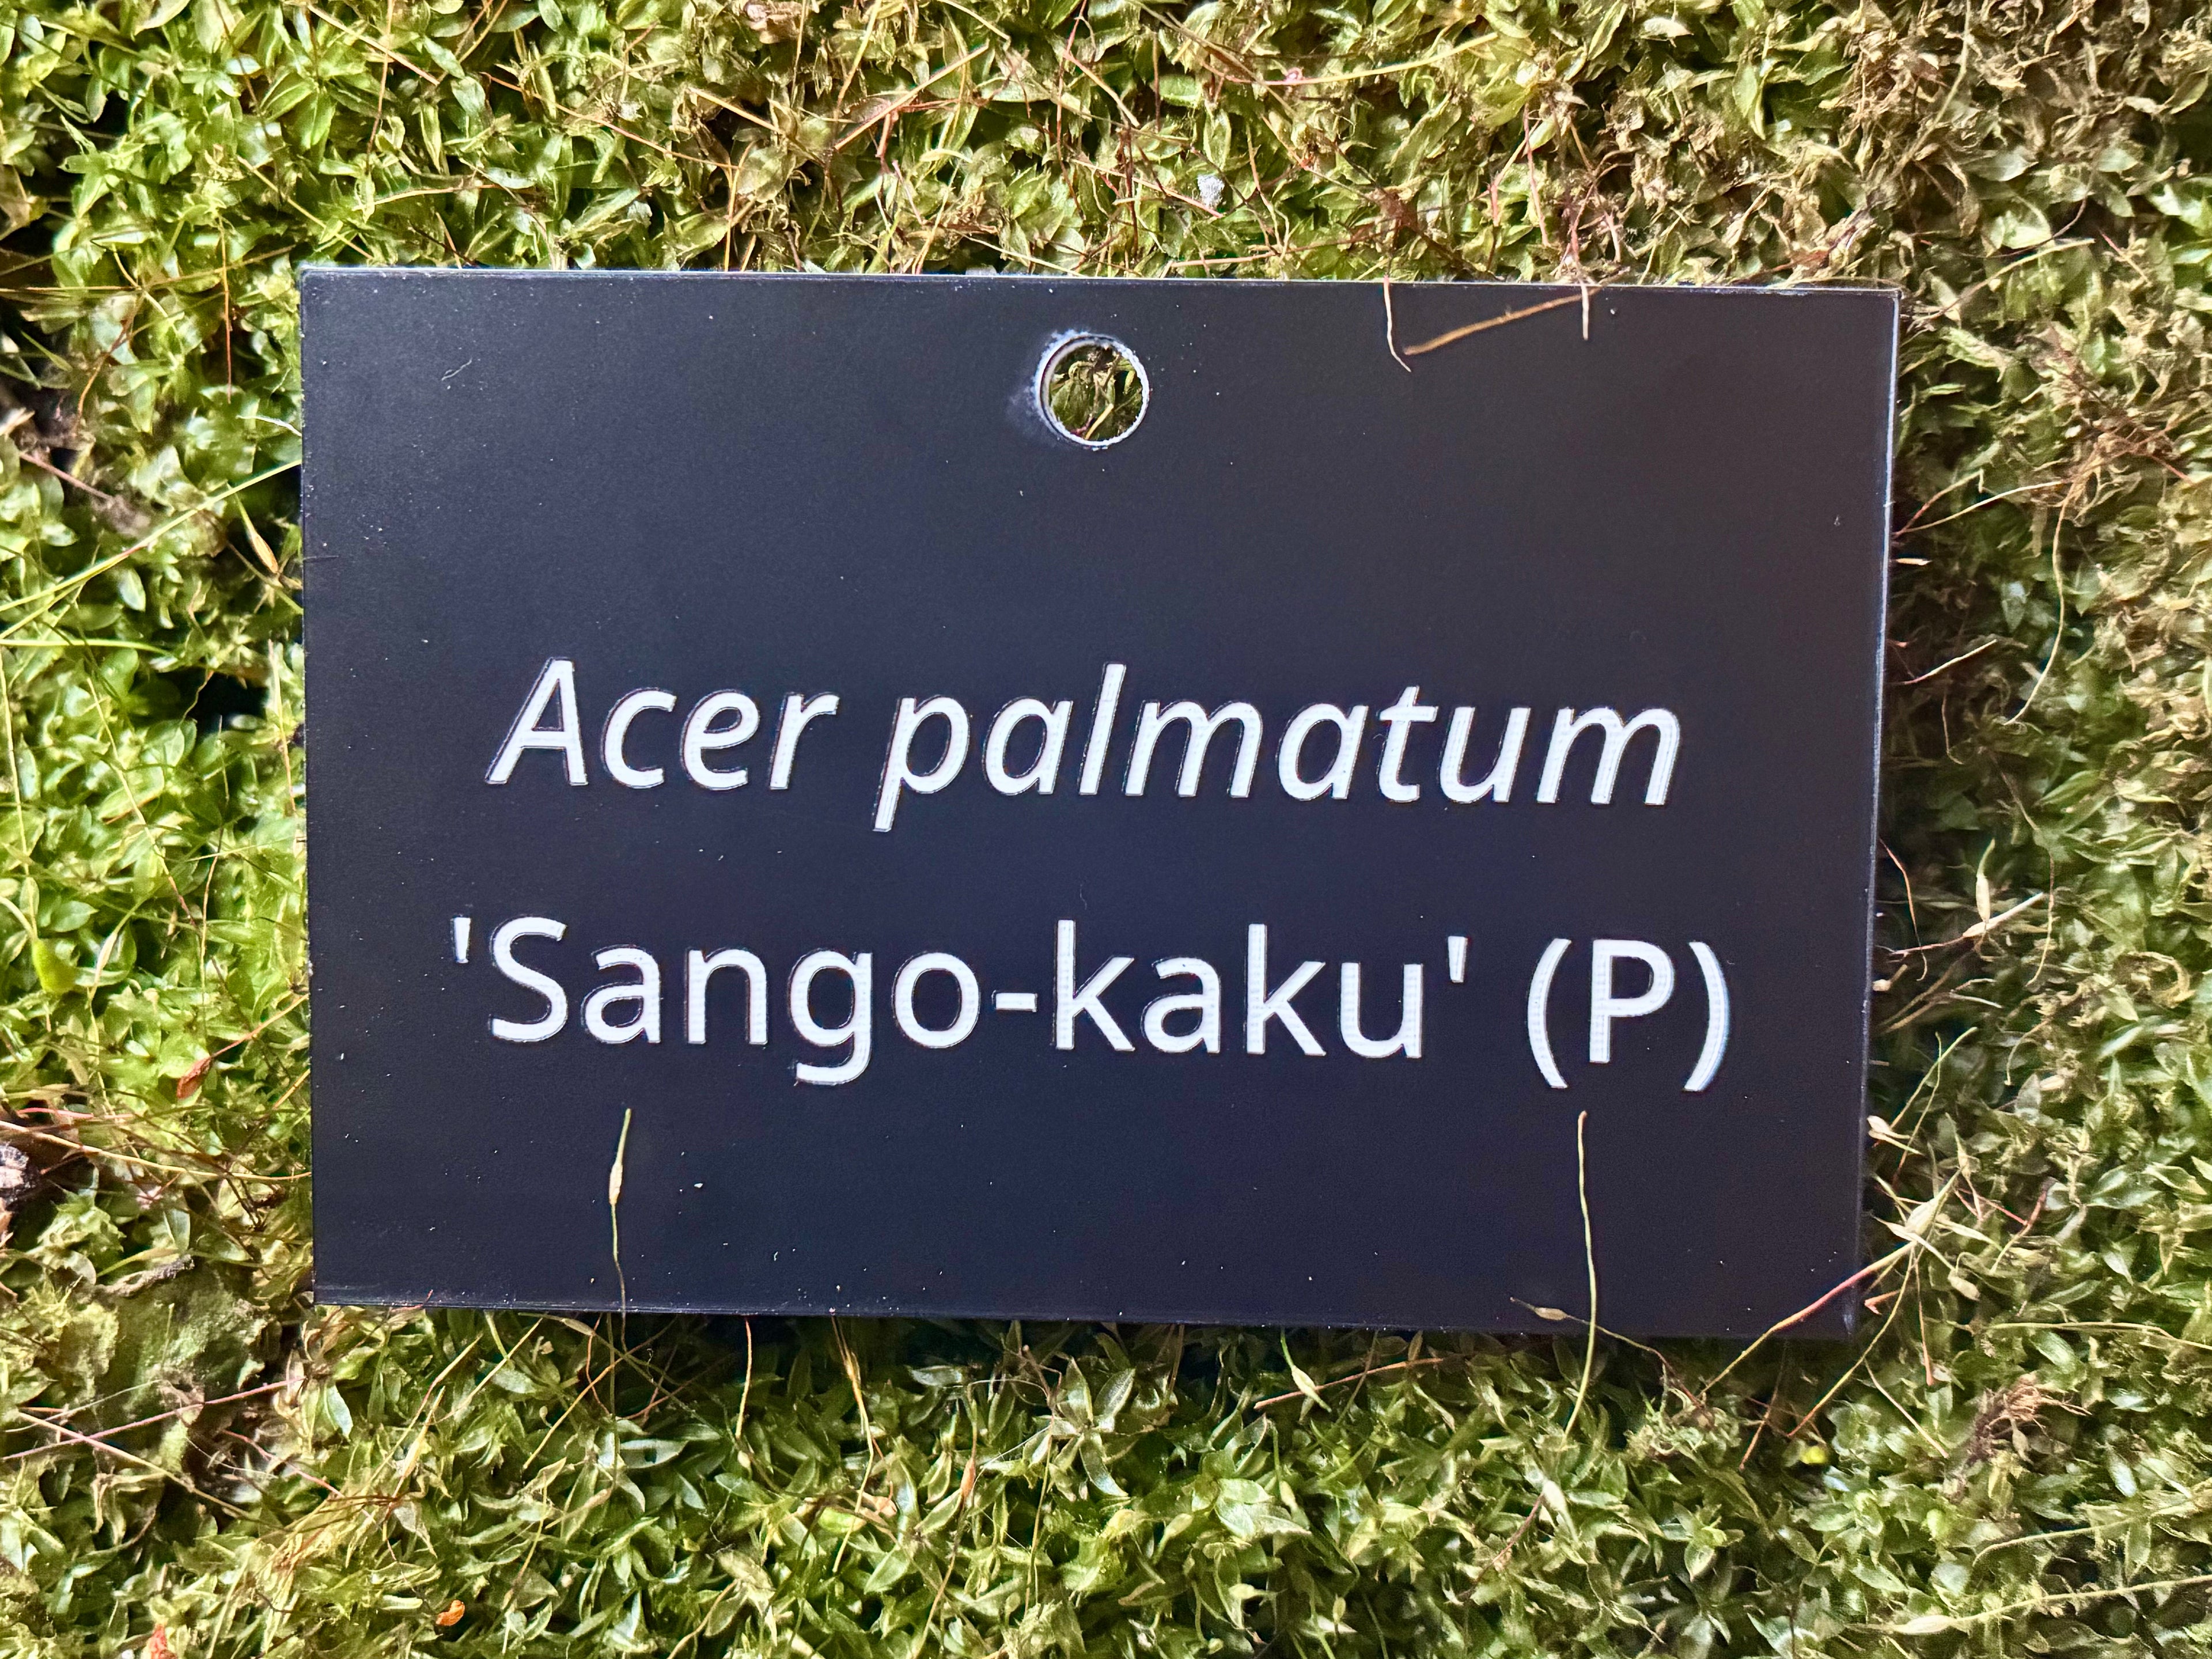 Acer palmatum
'Sango-kaku' (P)